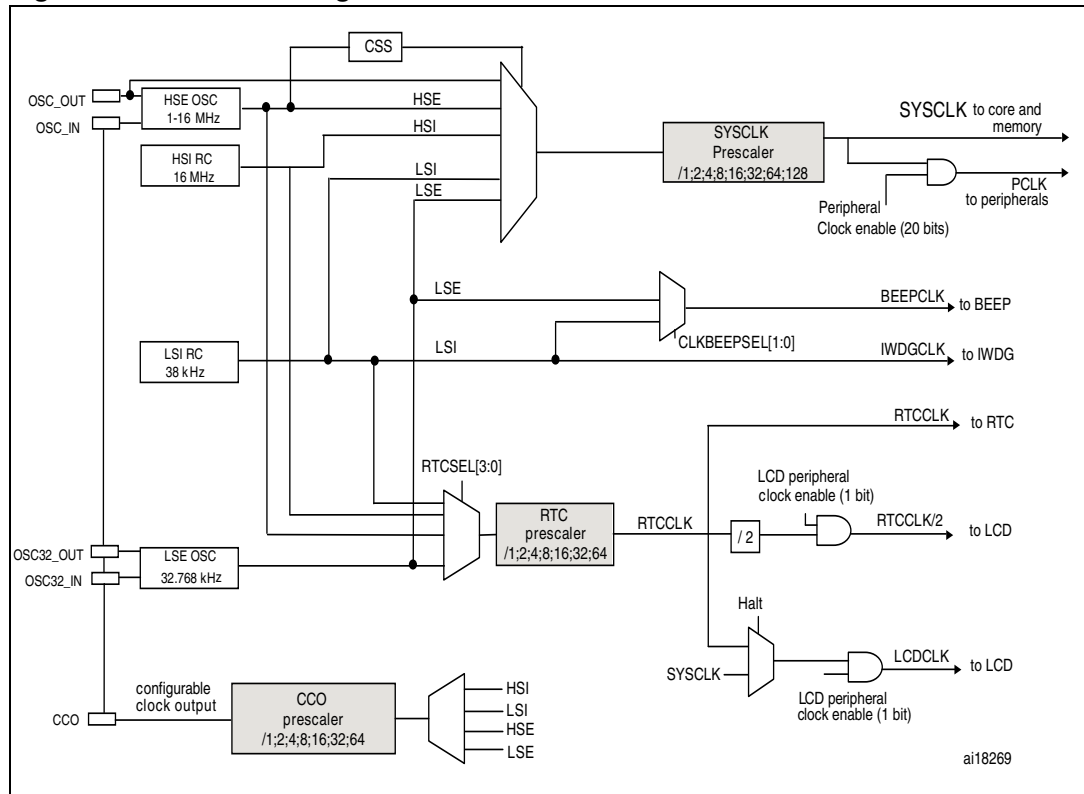 CSS
OSC_OUT
HSE OSC
1-16 MHz
OSC_IN
HSE
HSI
HSI RC
16 MHz
LSI
LSE
SYSCLK
Prescaler
/1;2;4;8;16;32;64;128
SYSCLK to core and
memory
PCLK
to peripherals
Peripheral
Clock enable (20 bits)
LSE
BEEPCLK to BEEP
CLKBEEPSEL[1:0]
LSI RC
38 kHz
LSI
IWDGCLK to IWDG
RTCCLK to RTC
RTCSEL[3:0]
LCD peripheral
clock enable (1 bit)
RTC
prescaler
/1;2;4;8;16;32;64
RTCCLK
/ 2
RTCCLK/2
to LCD
OSC32_OUT
LSE OSC
32.768 kHz
OSC32_IN
Halt
SYSCLK
LCDCLK to LCD
LCD peripheral
clock enable (1 bit)
configurable
clock output
CCO
CCO
prescaler
/1;2;4;8;16;32;64
HSI
LSI
HSE
LSE
ai18269